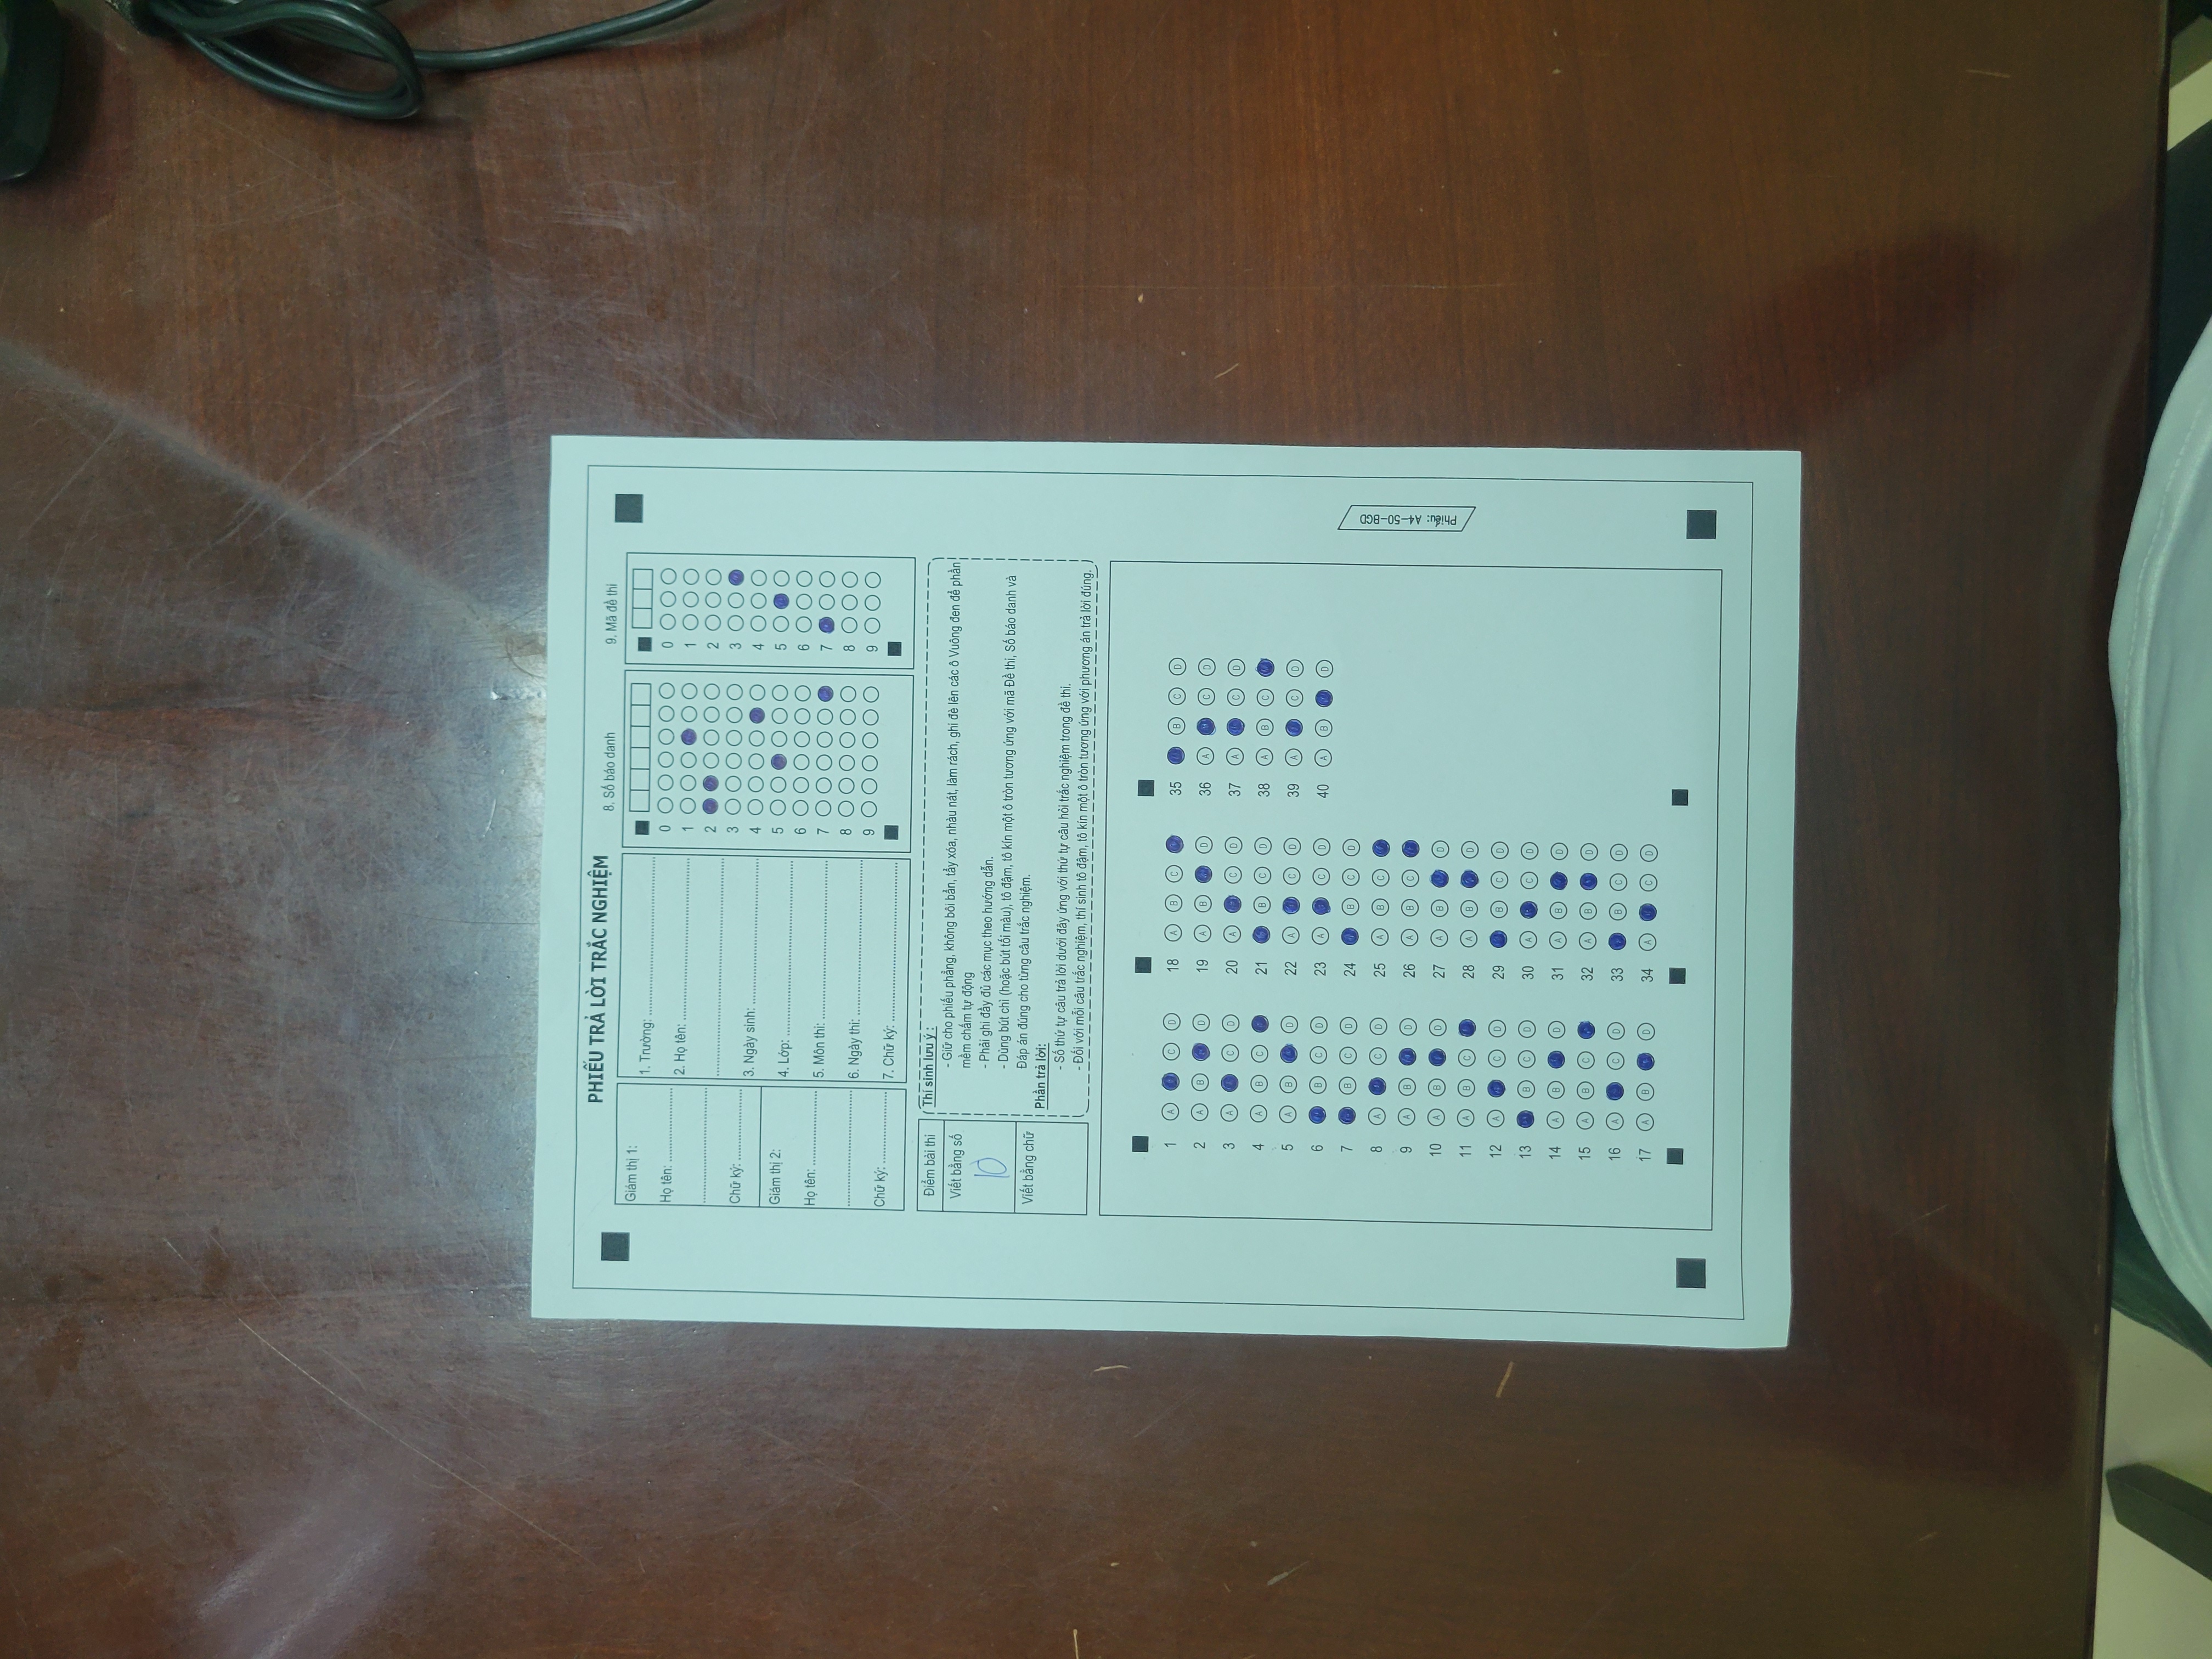 PHIẾU TRẢ LỜI TRẮC NGHIỆM
8. Số báo danh
9. Mã đề thi
Giám thị 1:
Họ tên:
Chữ ký:
Giám thị 2:
Họ tên:
Chữ ký:
1. Trường:
2. Họ tên:
3. Ngày sinh:
4. Lớp:
5. Môn thi:
6. Ngày thi:
7. Chữ ký:
0
1
2
3
4
5
6
7
8
9
0
1
2
3
4
5
6
7
8
9
Điểm bài thi
Viết bằng số
10
Viết bằng chữ
Thí sinh lưu ý :
- Giữ cho phiếu phẳng, không bôi bẩn, tẩy xóa, nhàu nát, làm rách, ghi đè lên các ô Vuông đen để phần
mềm chấm tự động
- Phải ghi đầy đủ các mục theo hướng dẫn.
- Dùng bút chì (hoặc bút tối màu), tô đậm, tô kín một ô tròn tương ứng với mã Đề thi, Số báo danh và
Đáp án đúng cho từng câu trắc nghiệm.
Phần trả lời:
- Số thứ tự câu trả lời dưới đây ứng với thứ tự câu hỏi trắc nghiệm trong đề thi.
- Đối với mỗi câu trắc nghiệm, thí sinh tô đậm, tô kín một ô tròn tương ứng với phương án trả lời đúng.
1 A C D
2 A B D
3 A C D
4 A B C
5 A B D
6 B C D
7 B C D
8 A C D
9 A B D
10 A B D
11 A B C
12 A C D
13 B C D
14 A B D
15 A B C
16 A C D
17 A B D
18 A B C
19 A B D
20 A C D
21 B C D
22 A C D
23 A C D
24 B C D
25 A B C
26 A B C
27 A B D
28 A B D
29 B C D
30 A C D
31 A B D
32 A B D
33 B C D
34 A C D
35 B C D
36 A C D
37 A C D
38 A B C
39 A C D
40 A B D
Phiếu: A4-50-BGD